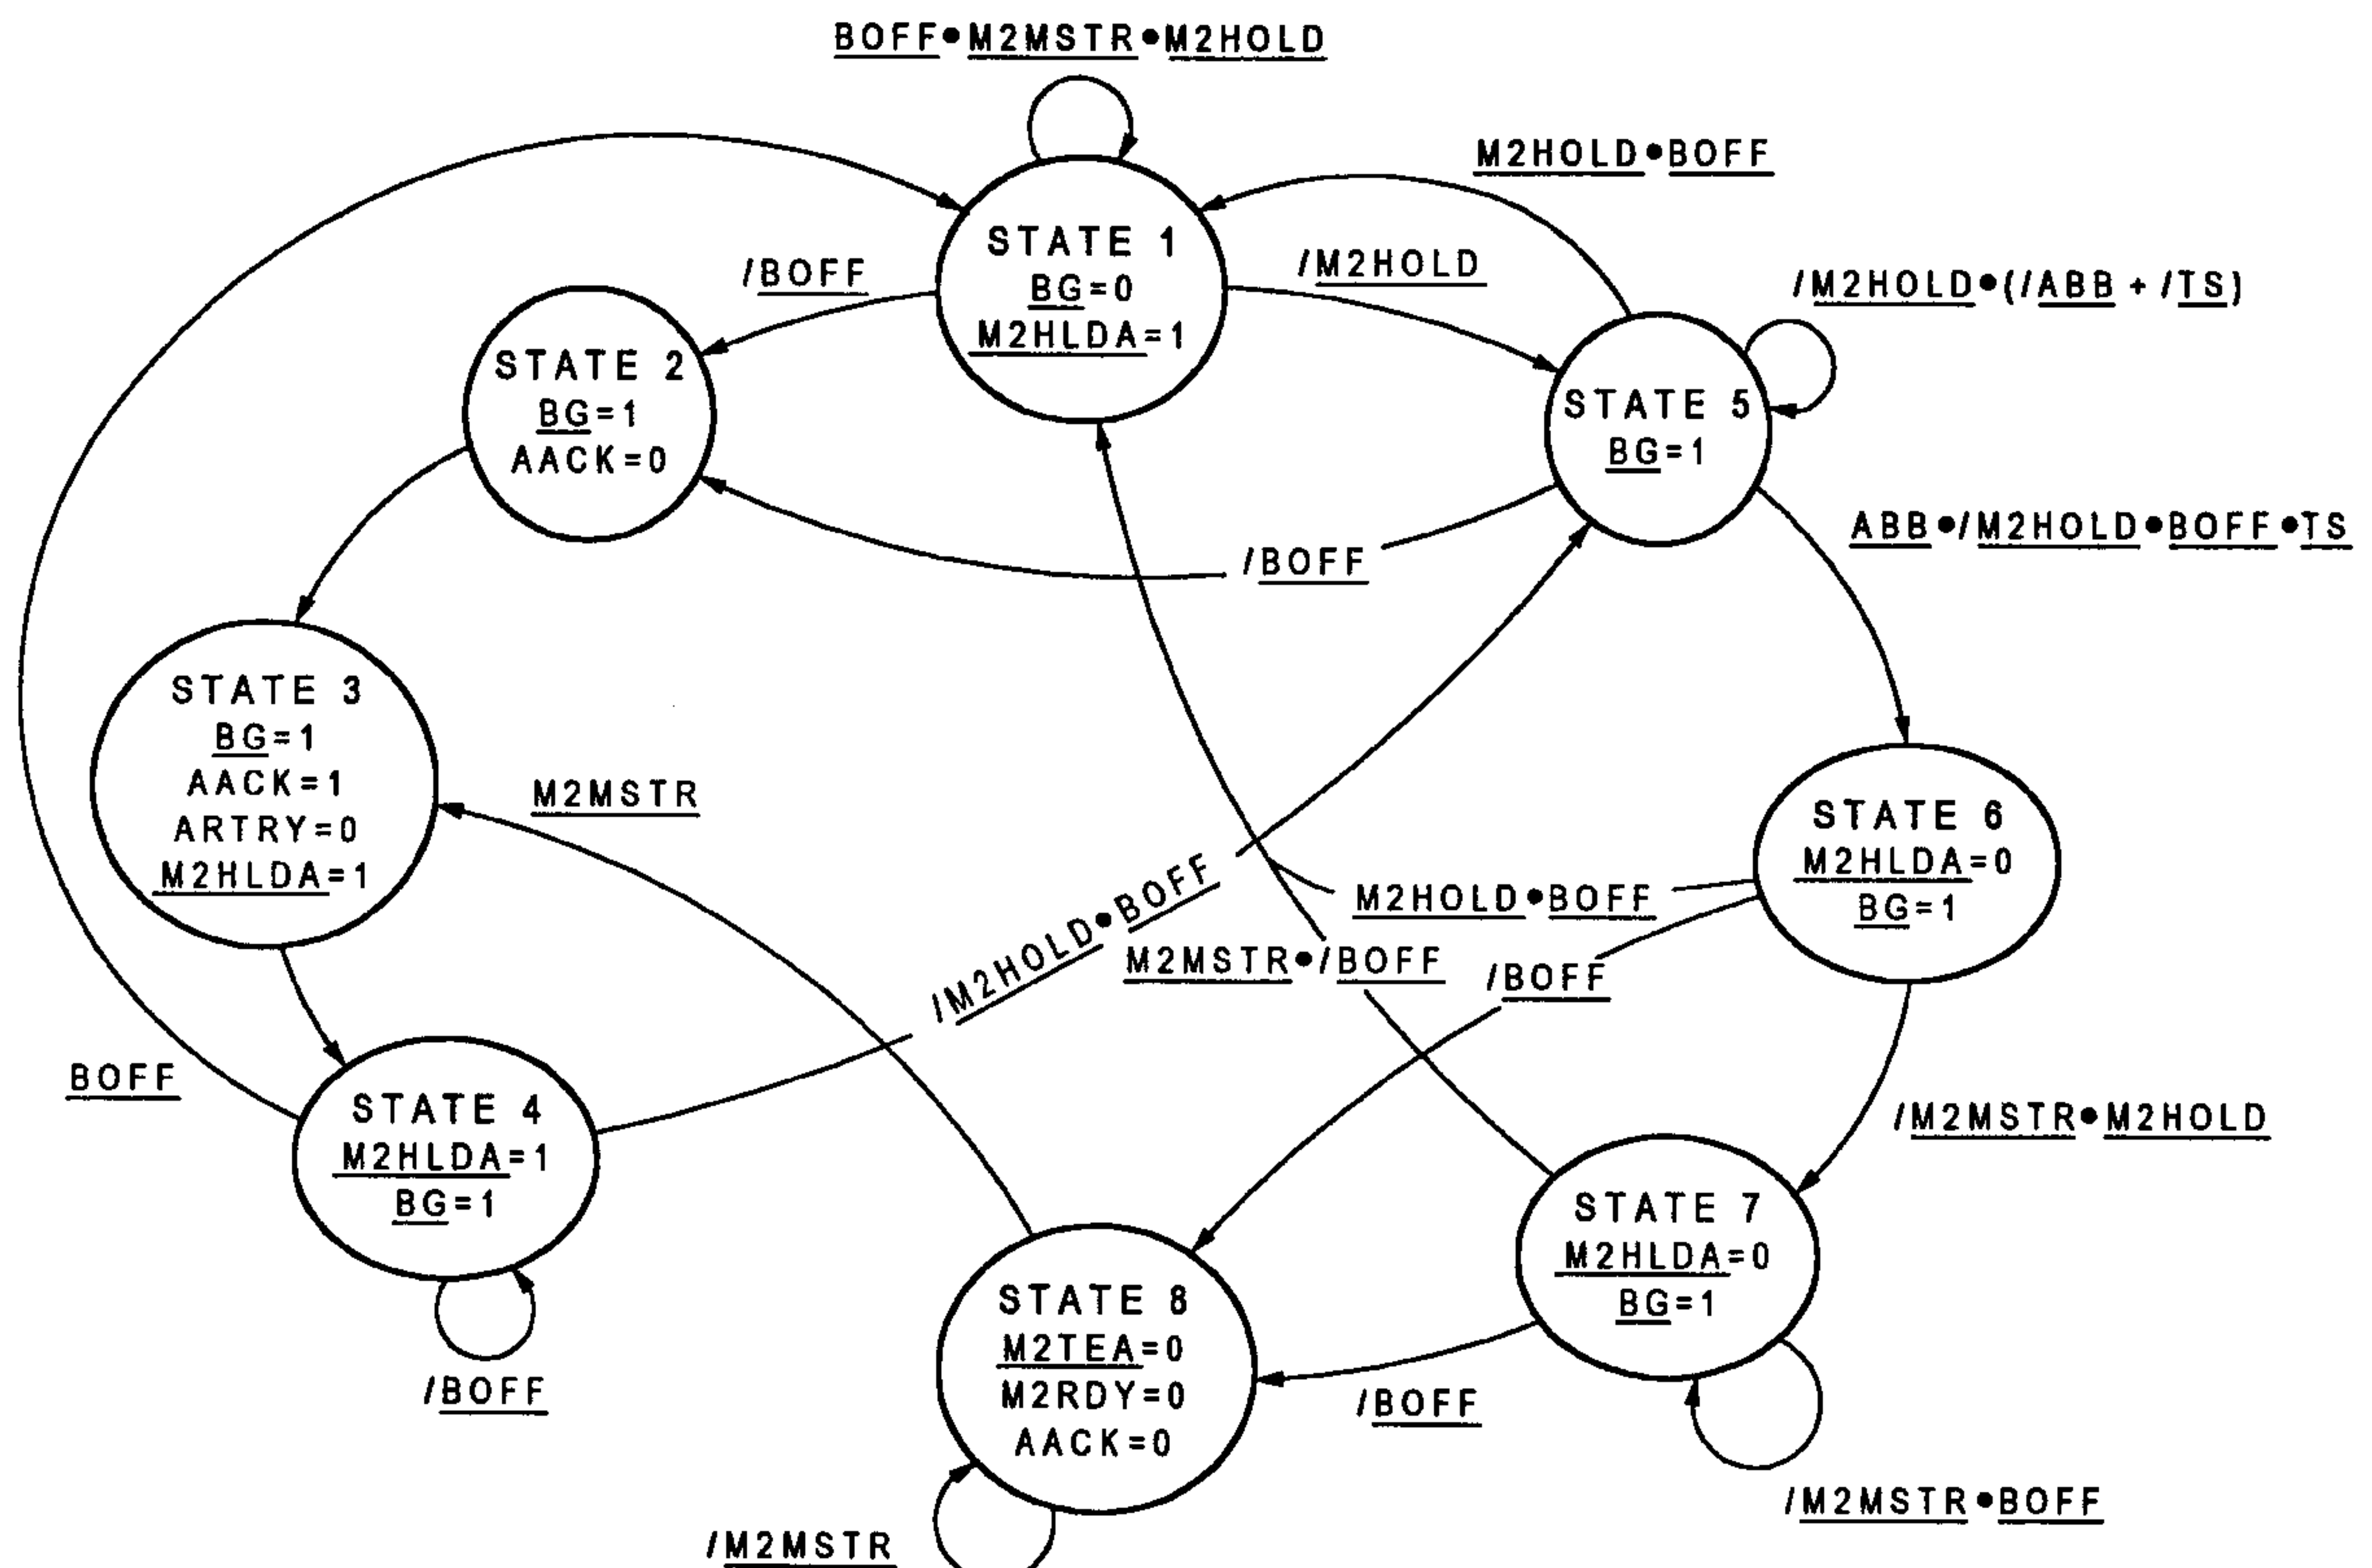 BOFF•M2MSTR•M2HOLD
M2HOLD•BOFF
STATE 1
BG=0
M2HLDA=1
/BOFF
/M2HOLD
/M2HOLD•(/ABB + /TS)
STATE 2
BG=1
AACK=0
STATE 5
BG=1
ABB•/M2HOLD•BOFF•TS
/BOFF
STATE 3
BG=1
AACK=1
ARTRY=0
M2HLDA=1
M2MSTR
STATE 6
M2HLDA=0
BG=1
/M2HOLD•BOFF
M2HOLD•BOFF
M2MSTR•/BOFF
/BOFF
BOFF
STATE 4
M2HLDA=1
BG=1
/M2MSTR•M2HOLD
STATE 7
M2HLDA=0
BG=1
STATE 8
M2TEA=0
M2RDY=0
AACK=0
/BOFF
/BOFF
/M2MSTR•BOFF
/M2MSTR